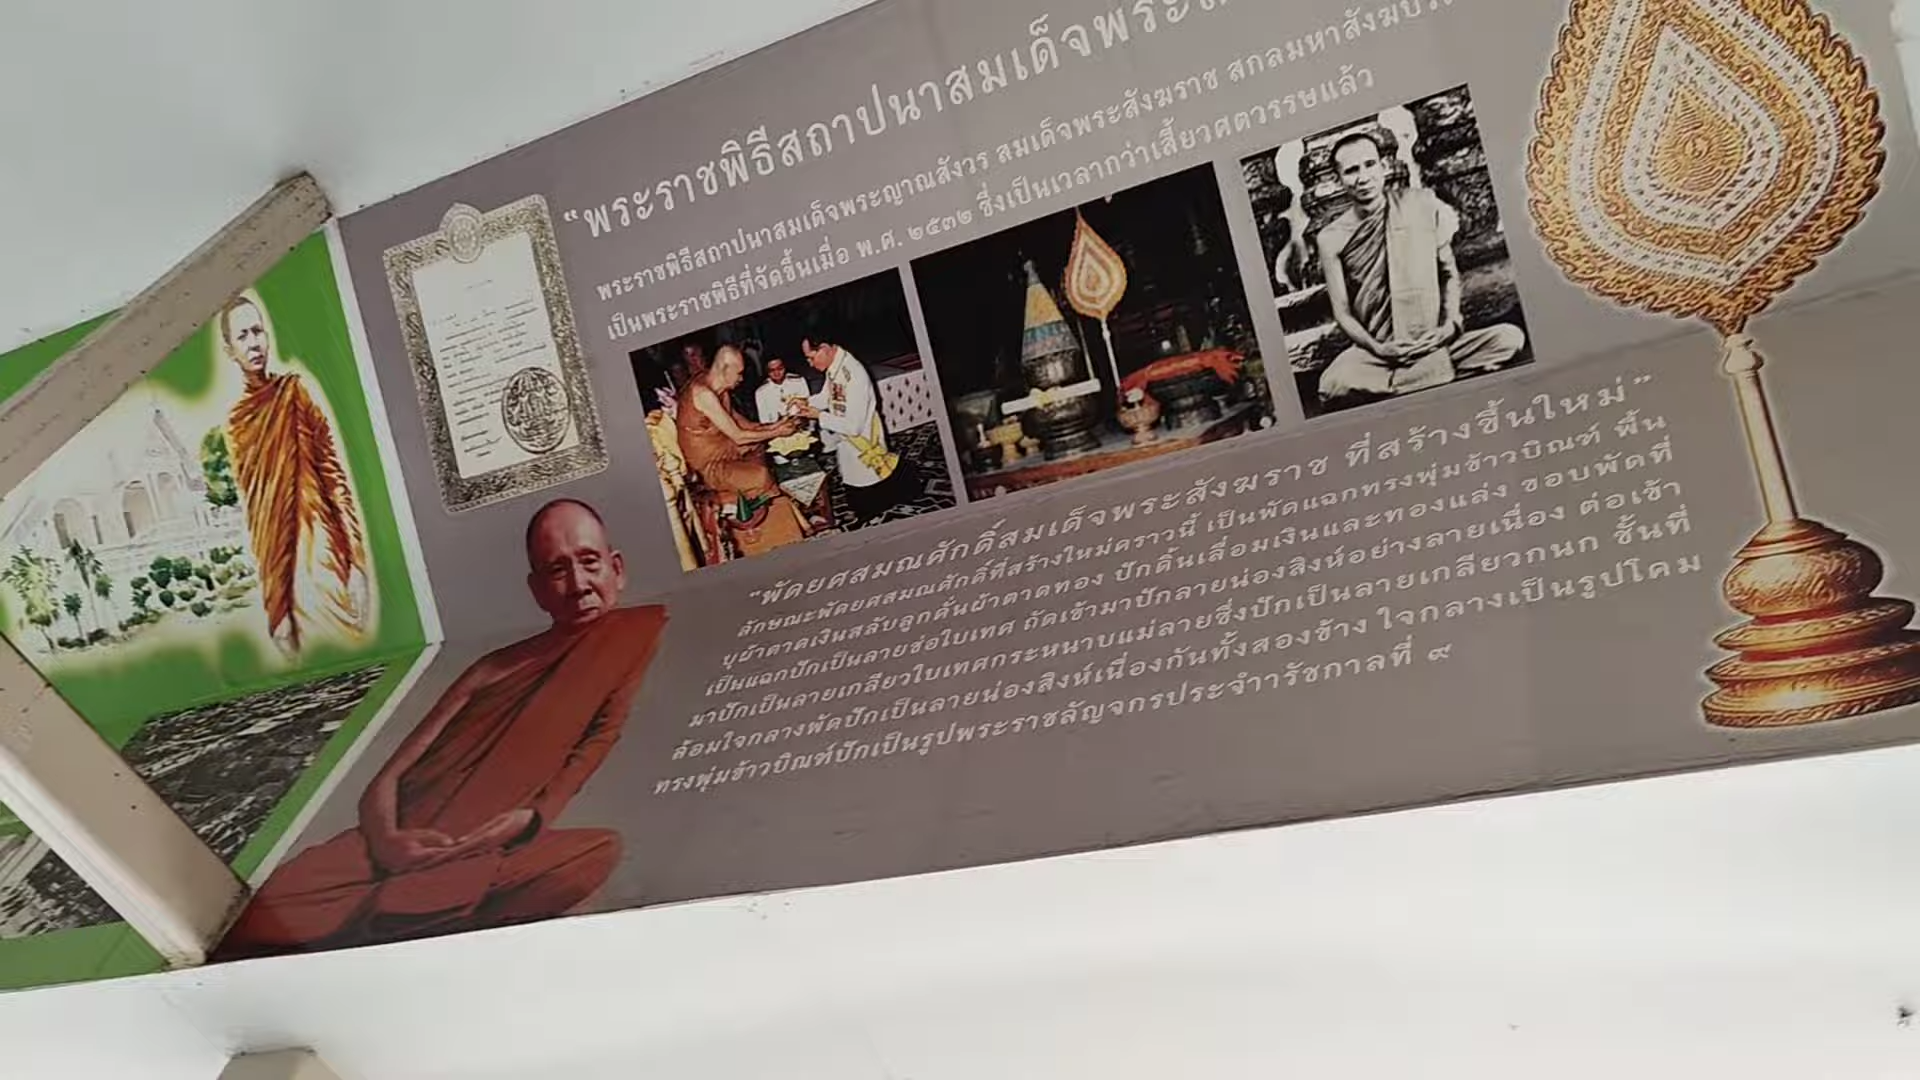 “พระราชพิธีสถาปนาสมเด็จพระ
พระราชพิธีสถาปนาสมเด็จพระญาณสังวร สมเด็จพระสังฆราช สกลมหาสังฆปริ
เป็นพระราชพิธีที่จัดขึ้นเมื่อ พ.ศ. ๒๕๓๒ ซึ่งเป็นเวลากว่าเสี้ยวศตวรรษแล้ว
“พัดยศสมณศักดิ์สมเด็จพระสังฆราช ที่สร้างขึ้นใหม่”
ลักษณะพัดยศสมณศักดิ์ที่สร้างใหม่คราวนี้ เป็นพัดแฉกทรงพุ่มข้าวบิณฑ์ พื้น
บุผ้าตาดเงินสลับลูกคั่นผ้าตาดทอง ปักดิ้นเลื่อมเงินและทองแล่ง ขอบพัดที่
เป็นแฉกปักเป็นลายช่อใบเทศ ถัดเข้ามาปักลายน่องสิงห์อย่างลายเนื่อง ต่อเข้า
มาปักเป็นลายเกลียวใบเทศกระหนาบแม่ลายซึ่งปักเป็นลายเกลียวกนก ชั้นที่
ล้อมใจกลางพัดปักเป็นลายน่องสิงห์เนื่องกันทั้งสองข้าง ใจกลางเป็นรูปโคม
ทรงพุ่มข้าวบิณฑ์ปักเป็นรูปพระราชลัญจกรประจำรัชกาลที่ ๙